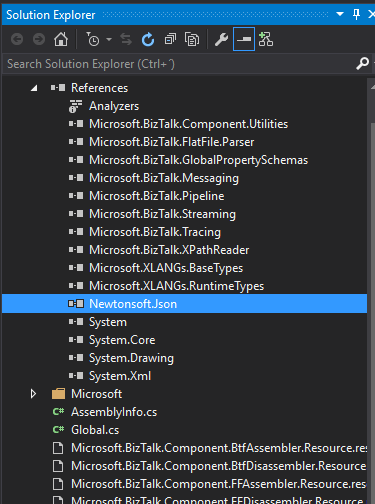 Solution Explorer
Search Solution Explorer (Ctrl+¨)
References
Analyzers
Microsoft.BizTalk.Component.Utilities
Microsoft.BizTalk.FlatFile.Parser
Microsoft.BizTalk.GlobalPropertySchemas
Microsoft.BizTalk.Messaging
Microsoft.BizTalk.Pipeline
Microsoft.BizTalk.Streaming
Microsoft.BizTalk.Tracing
Microsoft.BizTalk.XPathReader
Microsoft.XLANGs.BaseTypes
Microsoft.XLANGs.RuntimeTypes
Newtonsoft.Json
System
System.Core
System.Drawing
System.Xml
Microsoft
C# AssemblyInfo.cs
C# Global.cs
Microsoft.BizTalk.Component.BtfAssembler.Resource.res
Microsoft.BizTalk.Component.BtfDisassembler.Resource
Microsoft.BizTalk.Component.FFAssembler.Resource.res
Microsoft.BizTalk.Component.FFDisassembler.Resource